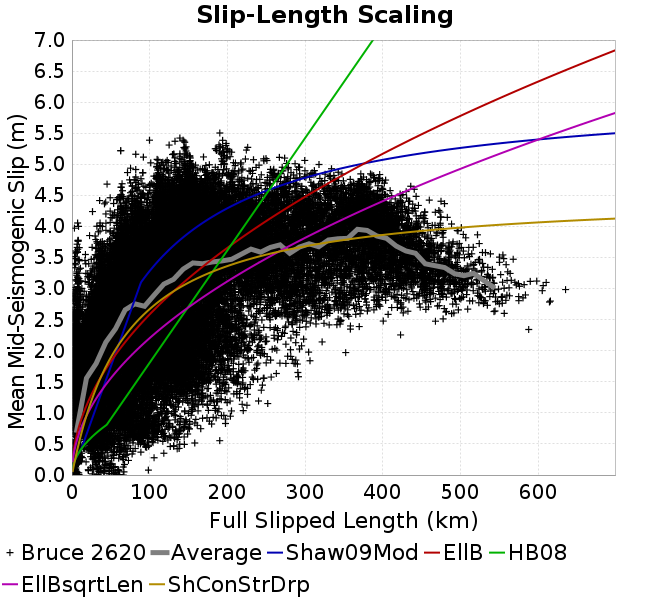 Slip-Length Scaling
Mean Mid-Seismogenic Slip (m)
7.0
6.5
6.0
5.5
5.0
4.5
4.0
3.5
3.0
2.5
2.0
1.5
1.0
0.5
0.0
0 100 200 300 400 500 600
Full Slipped Length (km)
Bruce 2620 Average Shaw09Mod EllB HB08
EllBsqrtLen ShConStrDrp